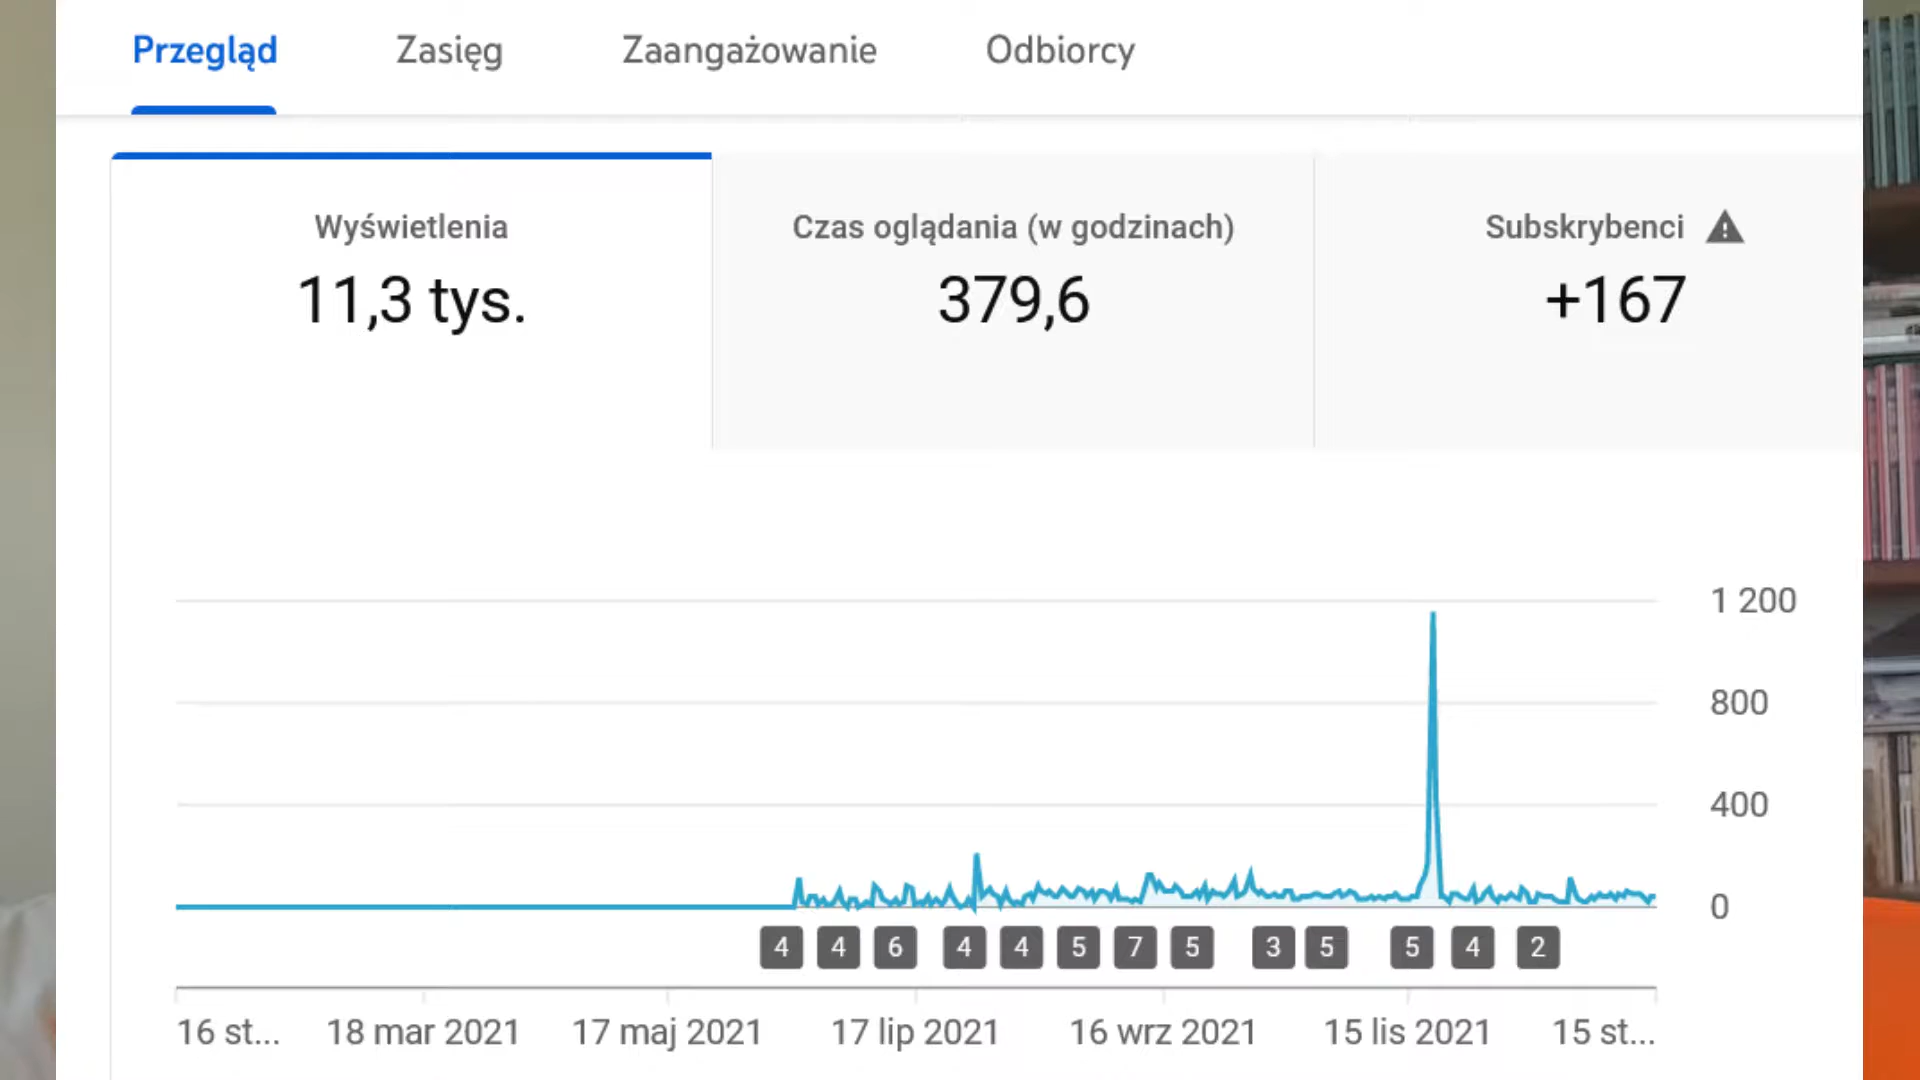 Przegląd Zasięg Zaangażowanie Odbiorcy
Wyświetlenia
11,3 tys.
Czas oglądania (w godzinach)
379,6
Subskrybenci
+167
1 200
800
400
0
4 4 6 4 4 5 7 5 3 5 5 4 2
16 st... 18 mar 2021 17 maj 2021 17 lip 2021 16 wrz 2021 15 lis 2021 15 st...